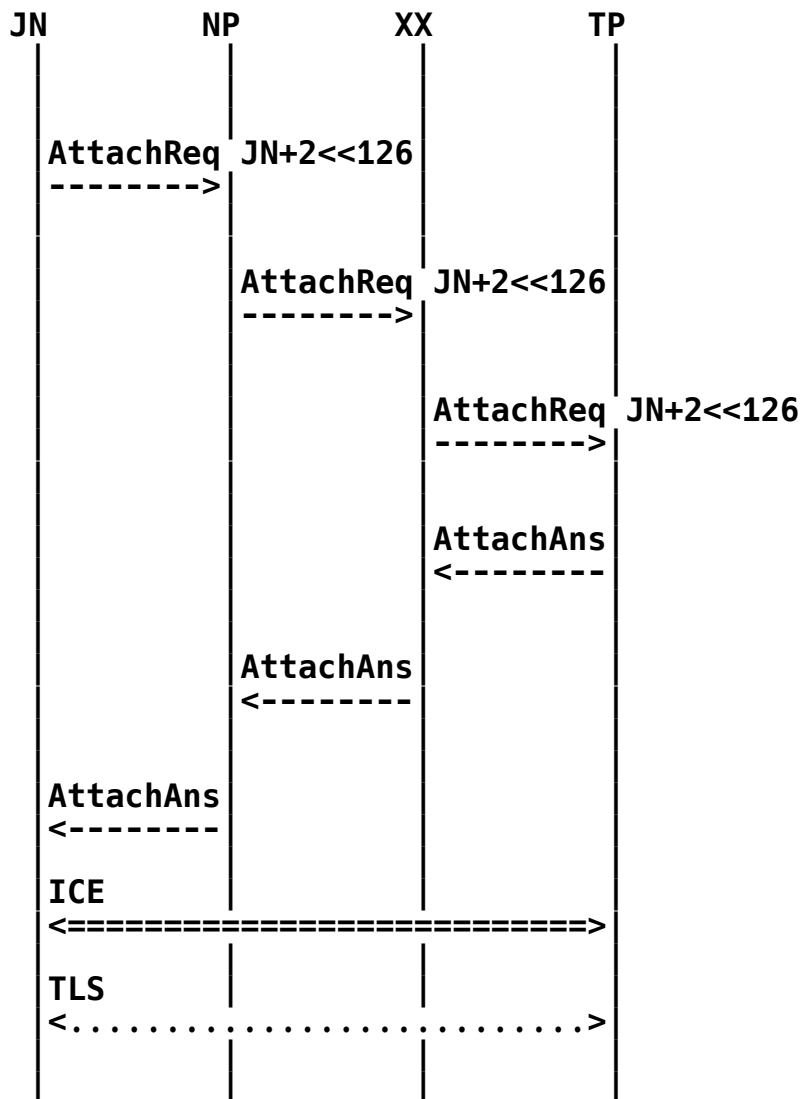 JN NP XX TP
AttachReq JN+2<<126
-------->
AttachReq JN+2<<126
-------->
AttachReq JN+2<<126
-------->
AttachAns
<--------
AttachAns
<--------
AttachAns
<--------
ICE
<===========================>
TLS
<...........................>